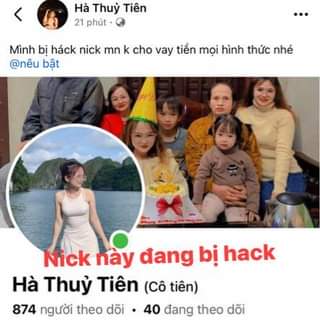 Hà Thuỷ Tiên
21 phút ·
Mình bị háck nick mn k cho vay tiền mọi hình thức nhé
@nêu bật
Nick này đang bị hack
Hà Thuỷ Tiên (Cô tiên)
874 người theo dõi • 40 đang theo dõi